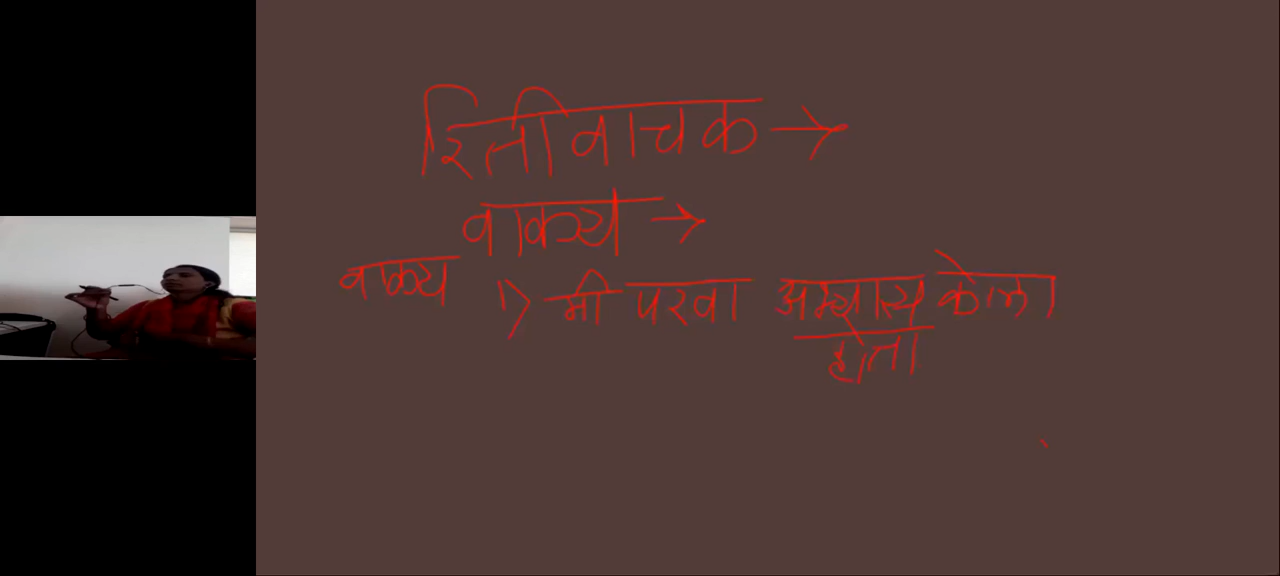 रितीवाचक →
वाक्य →
वाक्य 1) मी परवा अभ्यास केला
होता